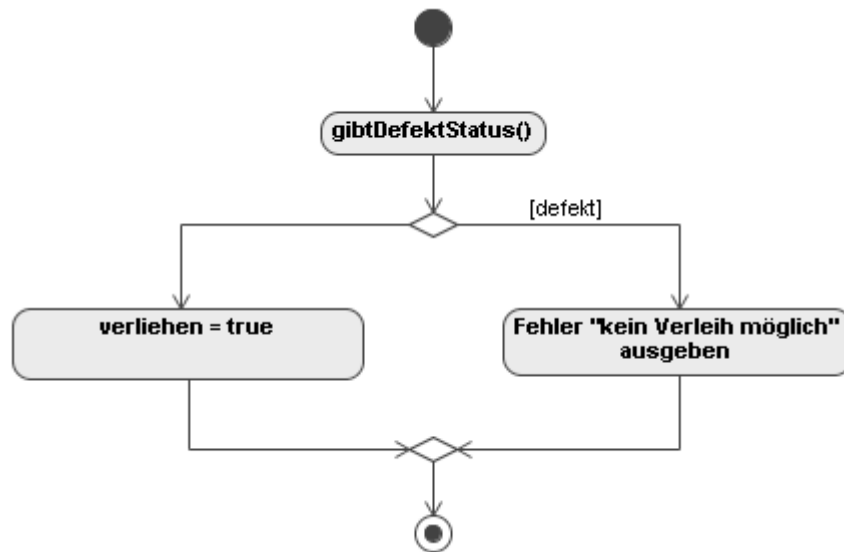 gibtDefektStatus()
[defekt]
verliehen = true
Fehler "kein Verleih möglich"
ausgeben